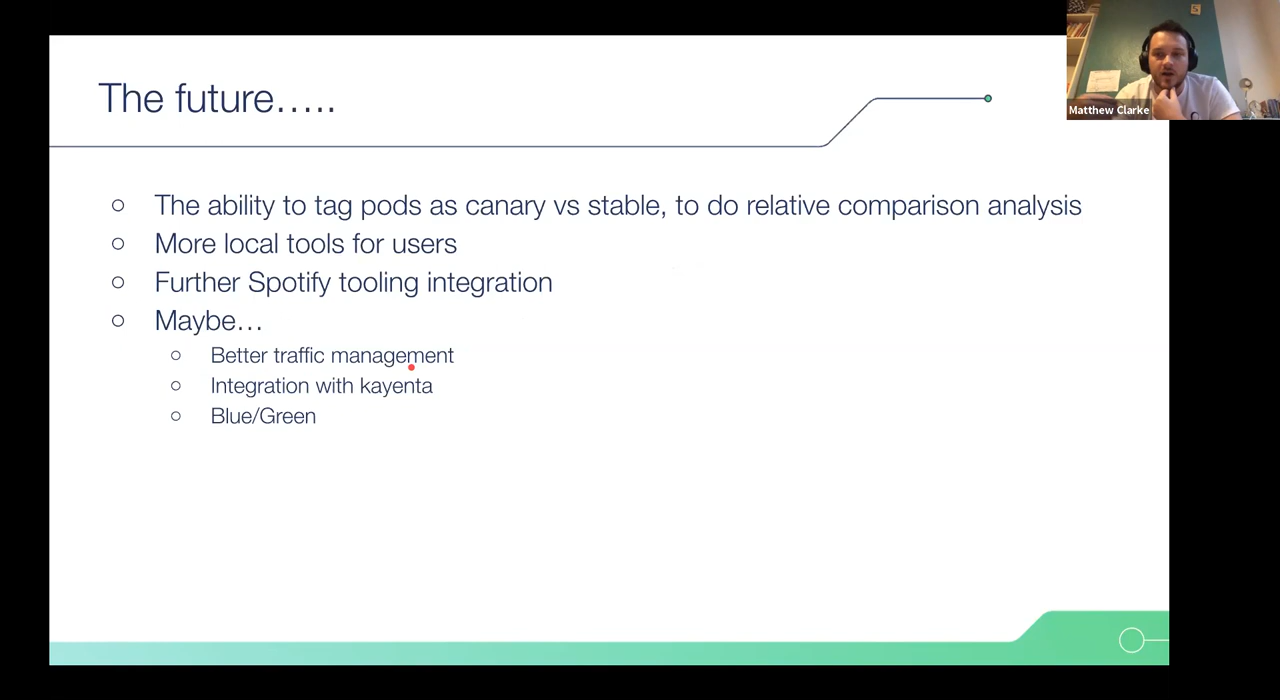 The future.....
Matthew Clarke
The ability to tag pods as canary vs stable, to do relative comparison analysis
More local tools for users
Further Spotify tooling integration
Maybe...
Better traffic management
Integration with kayenta
Blue/Green